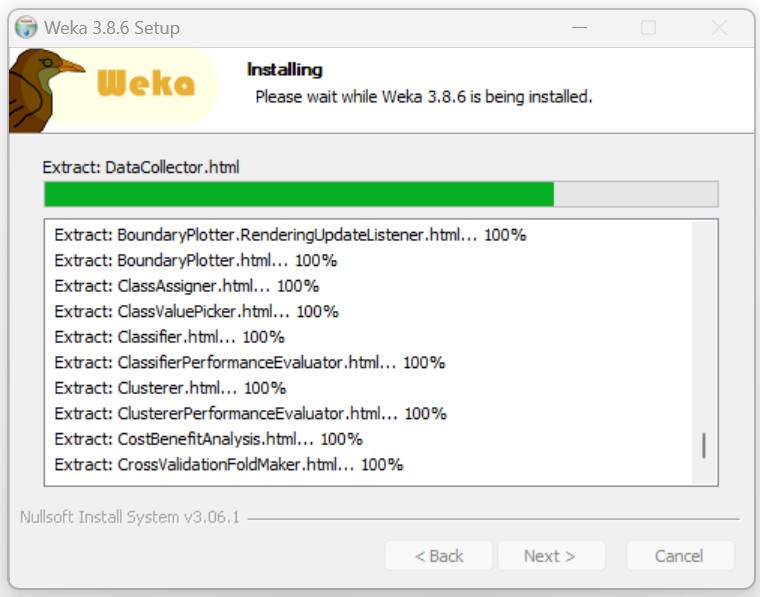 Weka 3.8.6 Setup
Weka
Installing
Please wait while Weka 3.8.6 is being installed.
Extract: DataCollector.html
Extract: BoundaryPlotter.RenderingUpdateListener.html... 100%
Extract: BoundaryPlotter.html... 100%
Extract: ClassAssigner.html... 100%
Extract: ClassValuePicker.html... 100%
Extract: Classifier.html... 100%
Extract: ClassifierPerformanceEvaluator.html... 100%
Extract: Clusterer.html... 100%
Extract: ClustererPerformanceEvaluator.html... 100%
Extract: CostBenefitAnalysis.html... 100%
Extract: CrossValidationFoldMaker.html... 100%
Nullsoft Install System v3.06.1
< Back Next > Cancel